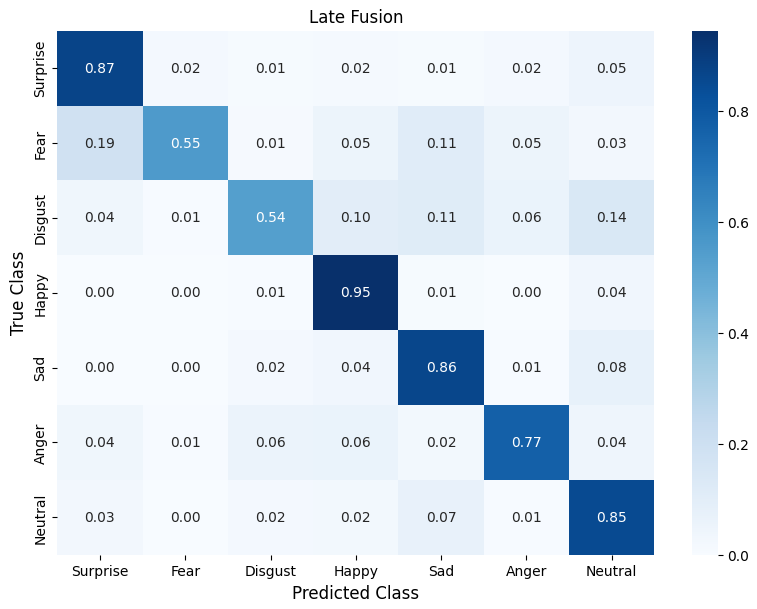 Late Fusion
True Class
Surprise 0.87 0.02 0.01 0.02 0.01 0.02 0.05
Fear 0.19 0.55 0.01 0.05 0.11 0.05 0.03
Disgust 0.04 0.01 0.54 0.10 0.11 0.06 0.14
Happy 0.00 0.00 0.01 0.95 0.01 0.00 0.04
Sad 0.00 0.00 0.02 0.04 0.86 0.01 0.08
Anger 0.04 0.01 0.06 0.06 0.02 0.77 0.04
Neutral 0.03 0.00 0.02 0.02 0.07 0.01 0.85
Surprise Fear Disgust Happy Sad Anger Neutral
Predicted Class
0.8
0.6
0.4
0.2
0.0